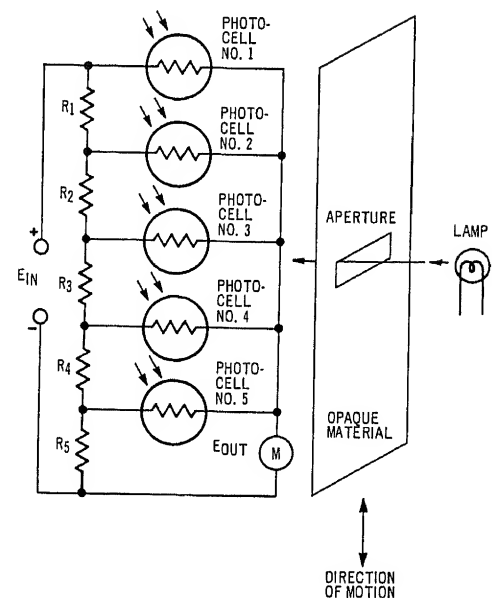 PHOTO-
CELL
NO. 1
R1
PHOTO-
CELL
NO. 2
R2
PHOTO-
CELL
NO. 3
APERTURE
LAMP
+
EIN
R3
PHOTO-
CELL
NO. 4
−
R4
PHOTO-
CELL
NO. 5
OPAQUE
MATERIAL
R5
EOUT
M
DIRECTION
OF MOTION